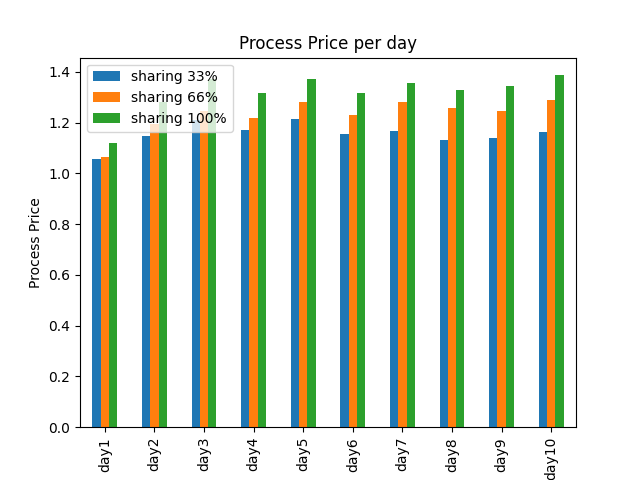 Process Price per day
sharing 33%
sharing 66%
sharing 100%
Process Price
1.4
1.2
1.0
0.8
0.6
0.4
0.2
0.0
day1
day2
day3
day4
day5
day6
day7
day8
day9
day10